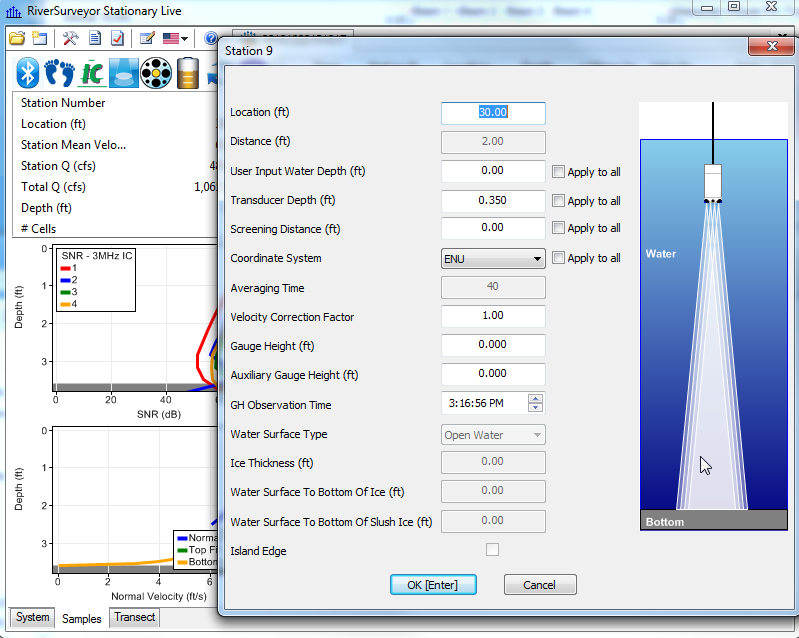 RiverSurveyor Stationary Live
Station 9
iC
Station Number
Location (ft)
Station Mean Velo...
Station Q (cfs)
Total Q (cfs)
Depth (ft)
# Cells
SNR - 3MHz IC
1
2
3
4
Depth (ft)
0
1
2
3
0 20 40 60
SNR (dB)
Depth (ft)
0
1
2
3
Norma
Top Fi
Bottom
0 2 4 6
Normal Velocity (ft/s)
System Samples Transect
Location (ft) 30.00
Distance (ft) 2.00
User Input Water Depth (ft) 0.00 Apply to all
Transducer Depth (ft) 0.350 Apply to all
Screening Distance (ft) 0.00 Apply to all
Coordinate System ENU Apply to all
Averaging Time 40
Velocity Correction Factor 1.00
Gauge Height (ft) 0.000
Auxiliary Gauge Height (ft) 0.000
GH Observation Time 3:16:56 PM
Water Surface Type Open Water
Ice Thickness (ft) 0.00
Water Surface To Bottom Of Ice (ft) 0.00
Water Surface To Bottom Of Slush Ice (ft) 0.00
Island Edge
OK [Enter] Cancel
Water
Bottom